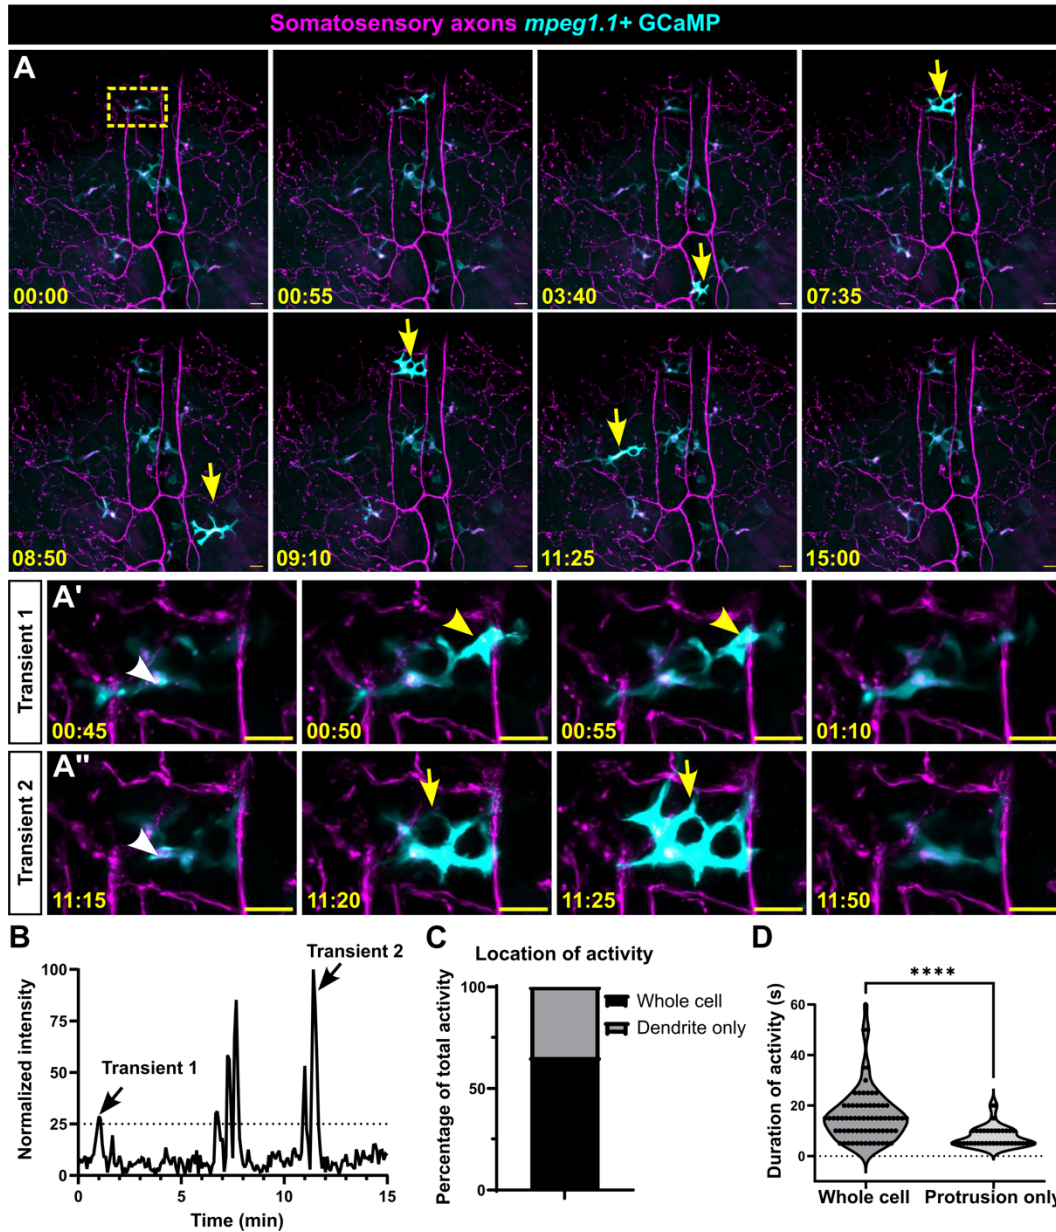 Somatosensory axons mpeg1.1+ GCaMP
A
00:00
00:55
03:40
07:35
08:50
09:10
11:25
15:00
Transient 1
A'
00:45
00:50
00:55
01:10
Transient 2
A"
11:15
11:20
11:25
11:50
B
Normalized intensity
100
75
50
25
0
Transient 1
Transient 2
0
5
10
15
Time (min)
C
Location of activity
Percentage of total activity
100
50
0
Whole cell
Dendrite only
D
Duration of activity (s)
60
40
20
0
****
Whole cell
Protrusion only